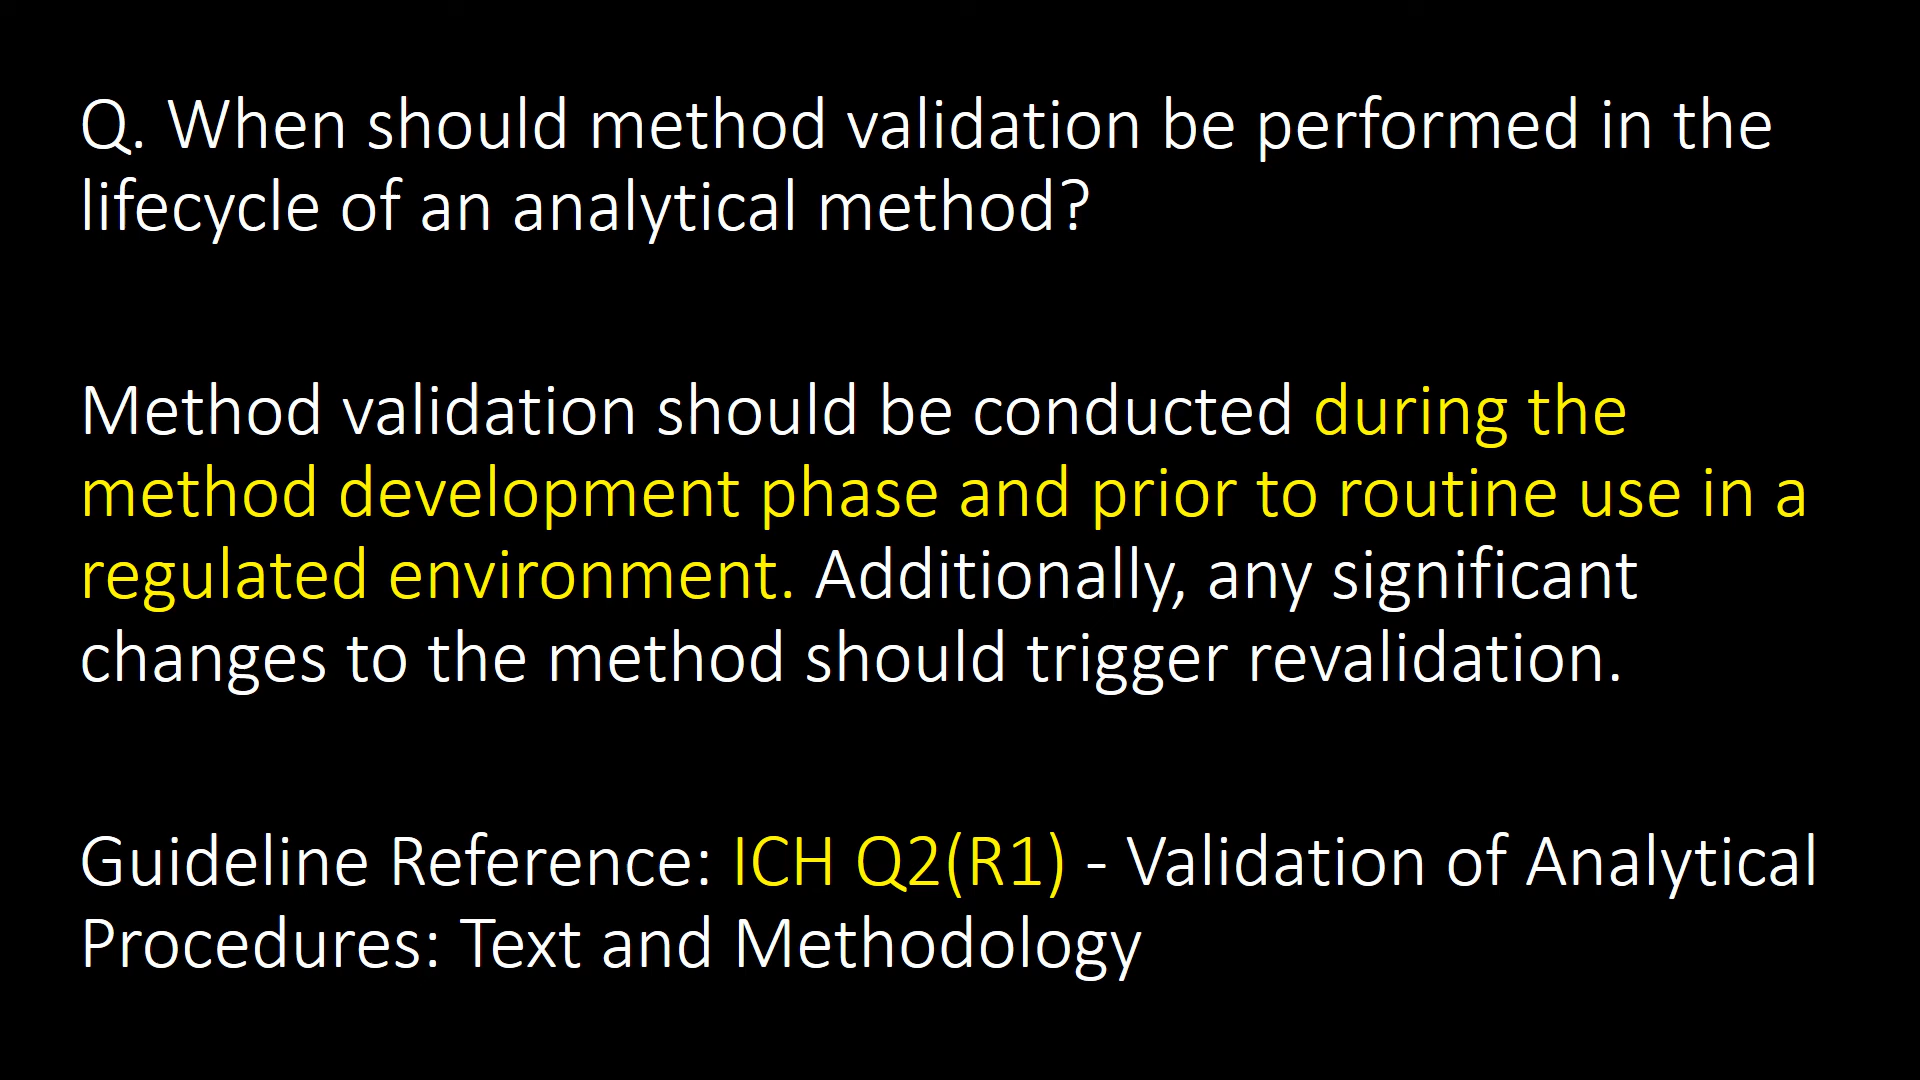 Q. When should method validation be performed in the
lifecycle of an analytical method?
Method validation should be conducted during the
method development phase and prior to routine use in a
regulated environment. Additionally, any significant
changes to the method should trigger revalidation.
Guideline Reference: ICH Q2(R1) - Validation of Analytical
Procedures: Text and Methodology